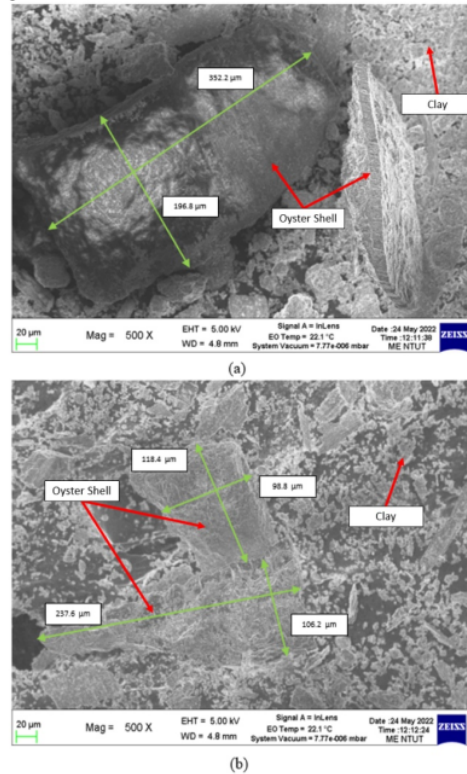 352.2 µm
Clay
196.8 µm
Oyster Shell
20 µm
Mag = 500 X
EHT = 5.00 kV
WD = 4.8 mm
Signal A = InLens
EO Temp = 22.1 °C
System Vacuum = 7.77e-006 mbar
Date :24 May 2022
Time :12:11:38
ME NTUT
ZEISS
(a)
118.4 µm
Oyster Shell
98.8 µm
Clay
237.6 µm
106.2 µm
20 µm
Mag = 500 X
EHT = 5.00 kV
WD = 4.8 mm
Signal A = InLens
EO Temp = 22.1 °C
System Vacuum = 7.77e-006 mbar
Date :24 May 2022
Time :12:12:24
ME NTUT
ZEISS
(b)